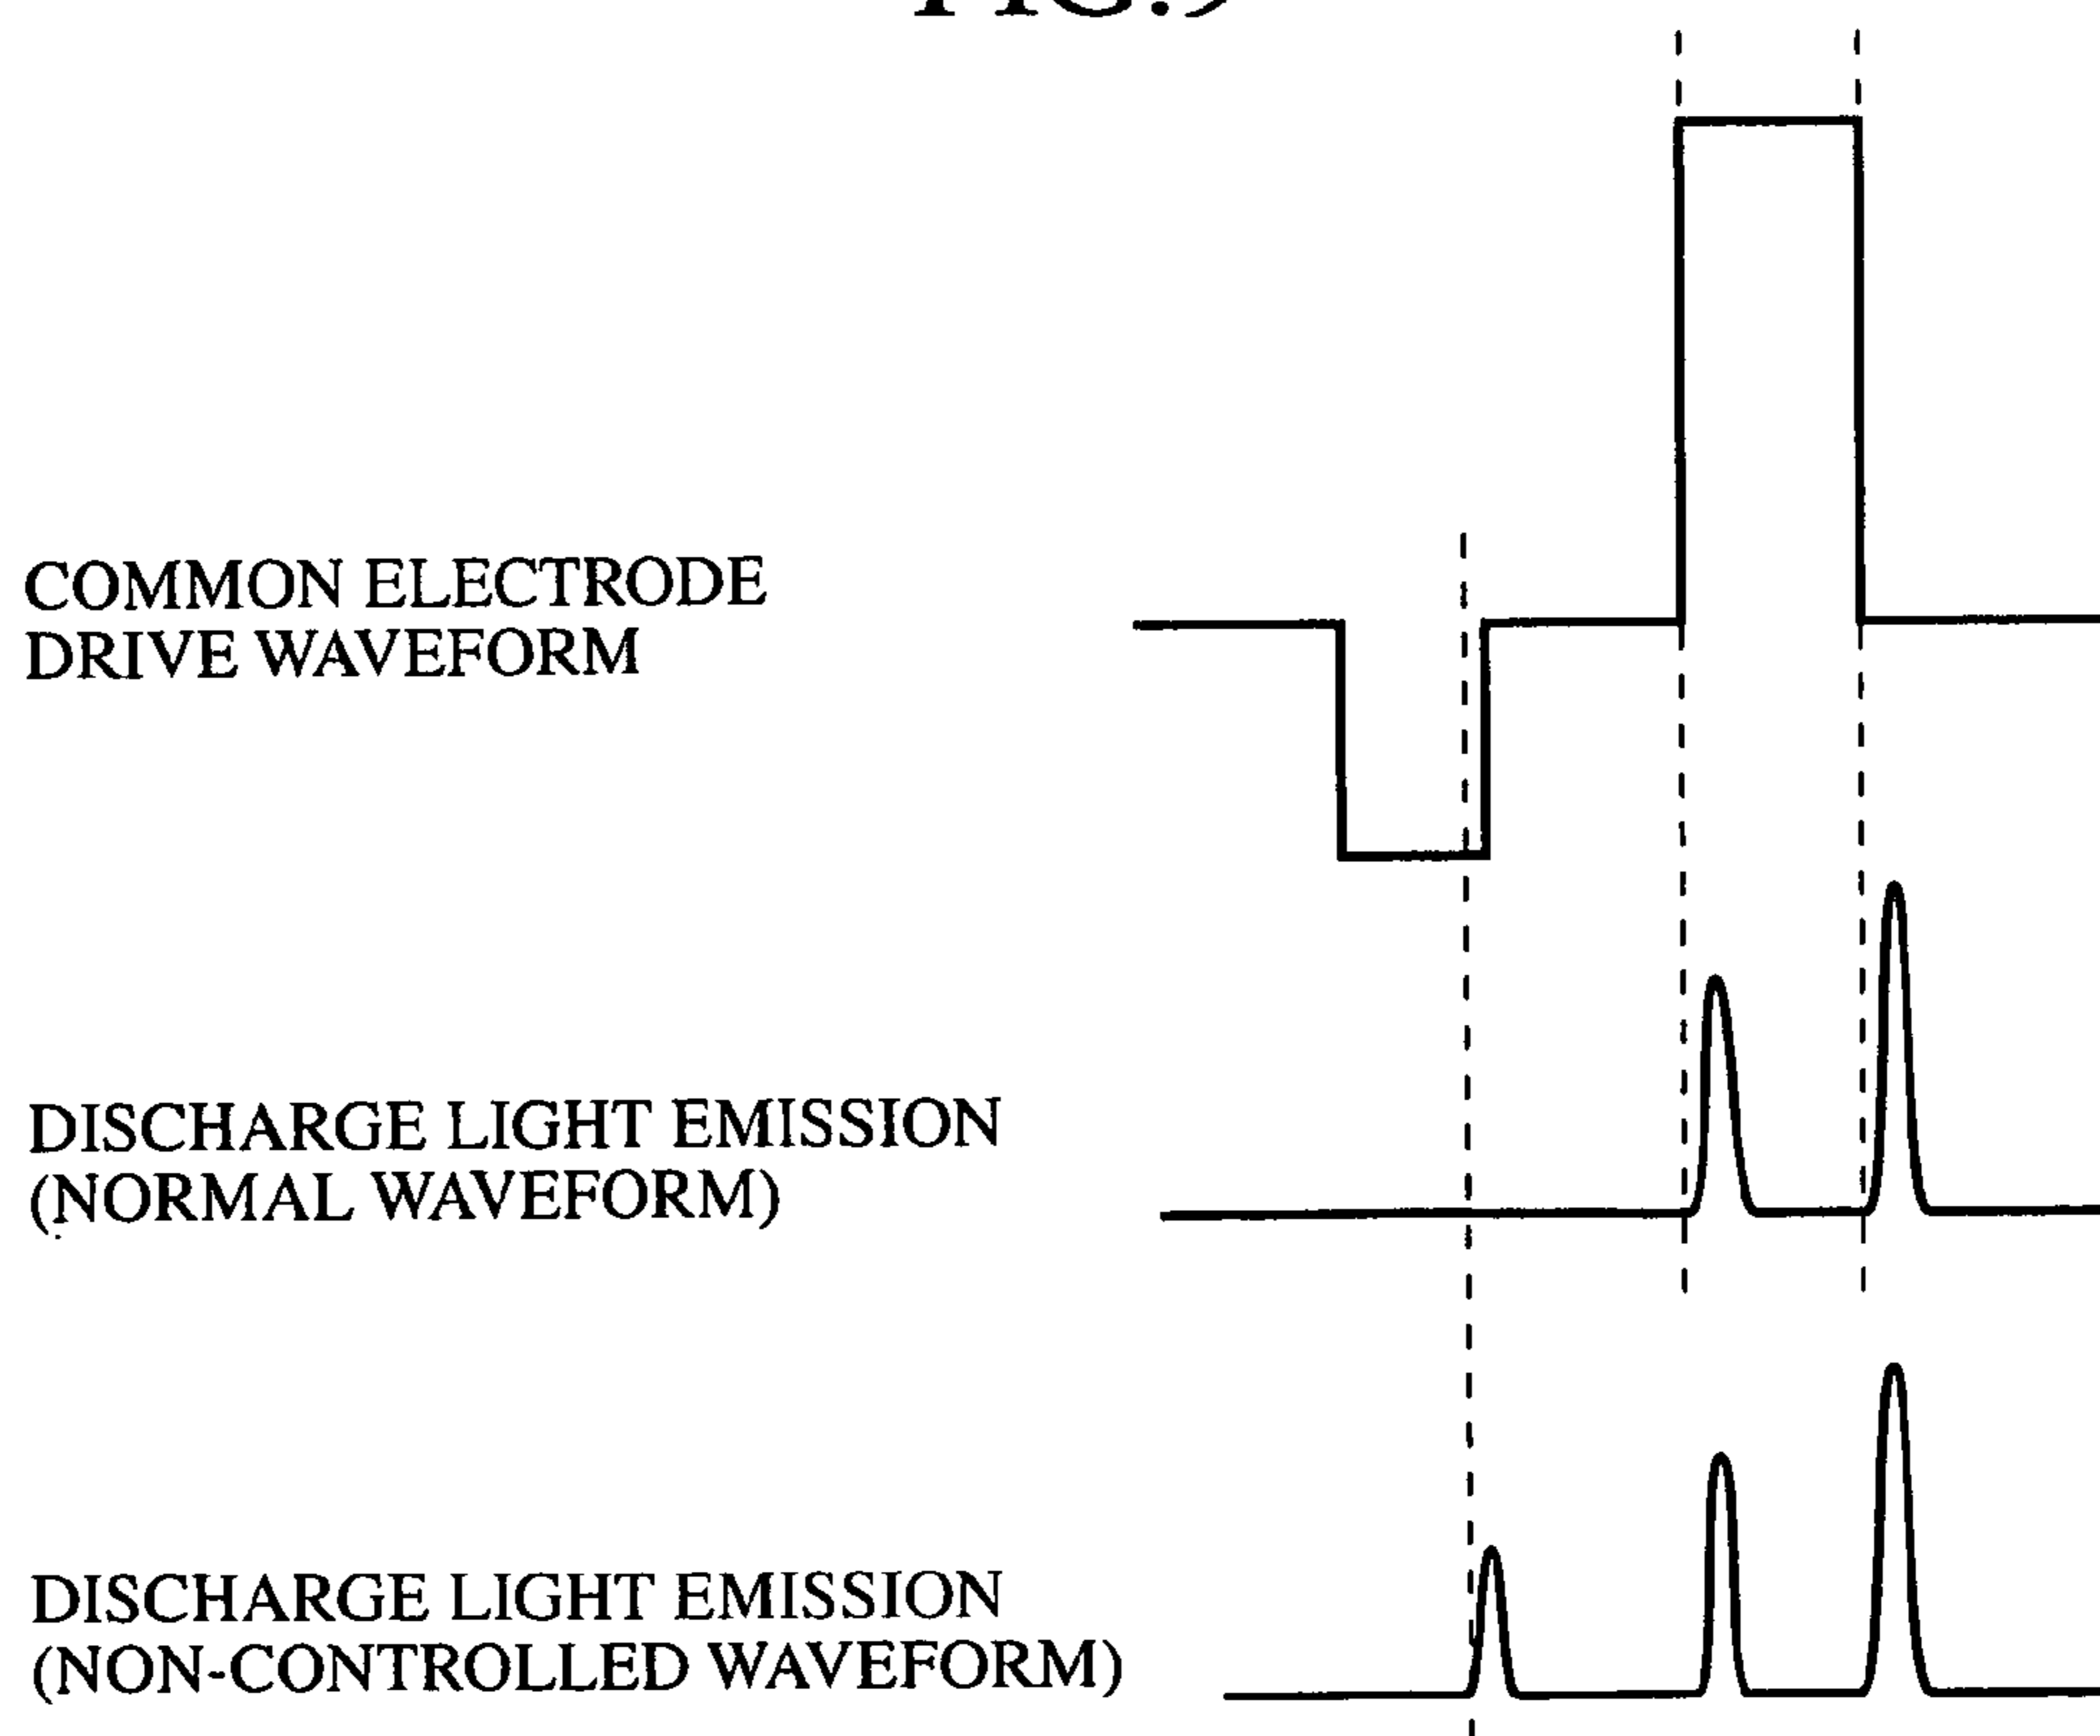 COMMON ELECTRODE
DRIVE WAVEFORM
DISCHARGE LIGHT EMISSION
(NORMAL WAVEFORM)
DISCHARGE LIGHT EMISSION
(NON-CONTROLLED WAVEFORM)